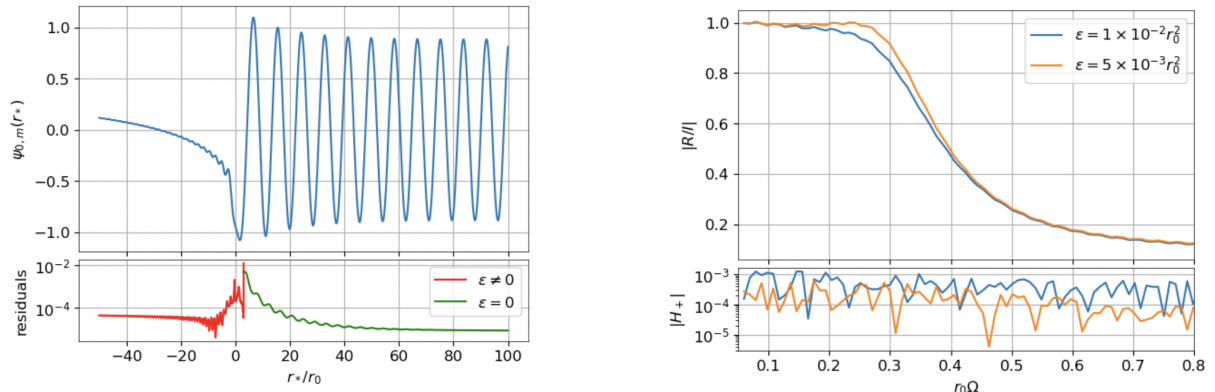 1.0
0.5
0.0
−0.5
−1.0
ψ₀,ₘ(r*)
10⁻²
10⁻⁴
residuals
ε ≠ 0
ε = 0
−40 −20 0 20 40 60 80 100
r*/r₀
1.0
0.8
0.6
0.4
0.2
|R/I|
ε = 1 × 10⁻²r₀²
ε = 5 × 10⁻³r₀²
10⁻³
10⁻⁴
10⁻⁵
|H₊|
0.1 0.2 0.3 0.4 0.5 0.6 0.7 0.8
r₀Ω